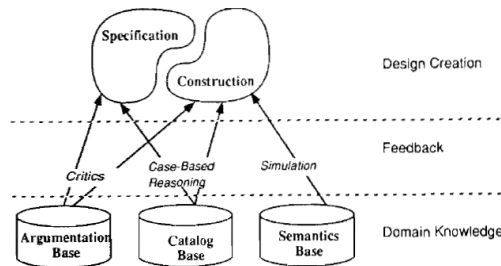 Specification
Construction
Design Creation
Feedback
Critics
Case-Based
Reasoning
Simulation
Argumentation
Base
Catalog
Base
Semantics
Base
Domain Knowledge